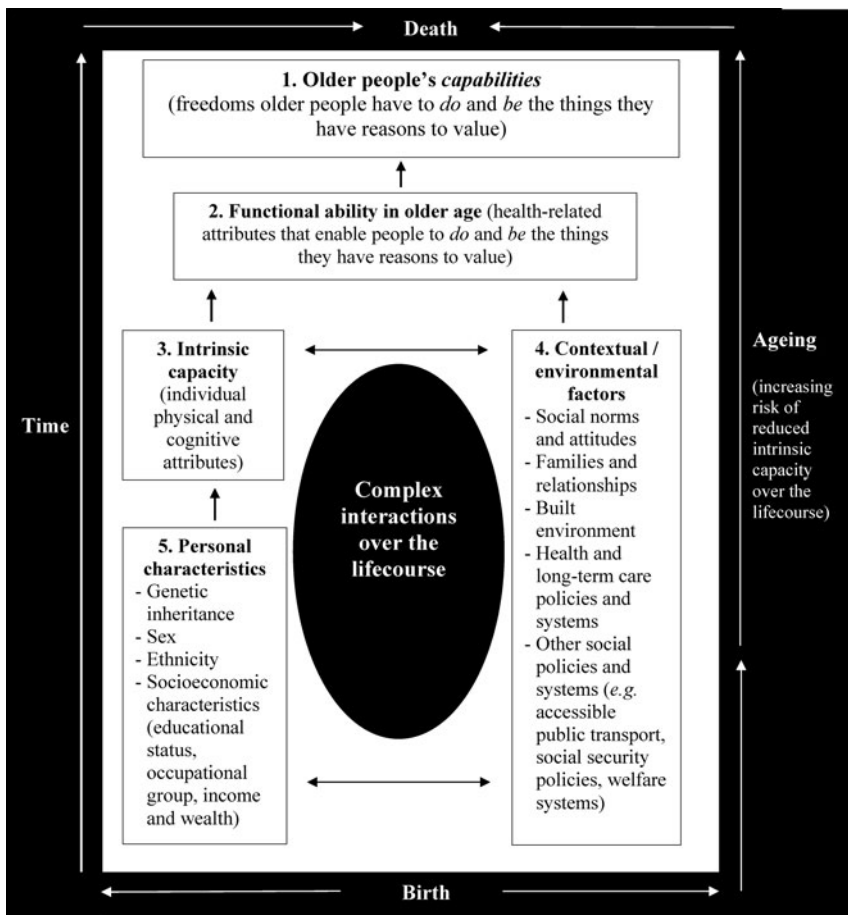 Death
1. Older people's capabilities
(freedoms older people have to do and be the things they
have reasons to value)
2. Functional ability in older age (health-related
attributes that enable people to do and be the things
they have reasons to value)
3. Intrinsic
capacity
(individual
physical and
cognitive
attributes)
4. Contextual /
environmental
factors
- Social norms
and attitudes
- Families and
relationships
- Built
environment
- Health and
long-term care
policies and
systems
- Other social
policies and
systems (e.g.
accessible
public transport,
social security
policies, welfare
systems)
Time
Complex
interactions
over the
lifecourse
Ageing
(increasing
risk of
reduced
intrinsic
capacity
over the
lifecourse)
5. Personal
characteristics
- Genetic
inheritance
- Sex
- Ethnicity
- Socioeconomic
characteristics
(educational
status,
occupational
group, income
and wealth)
Birth